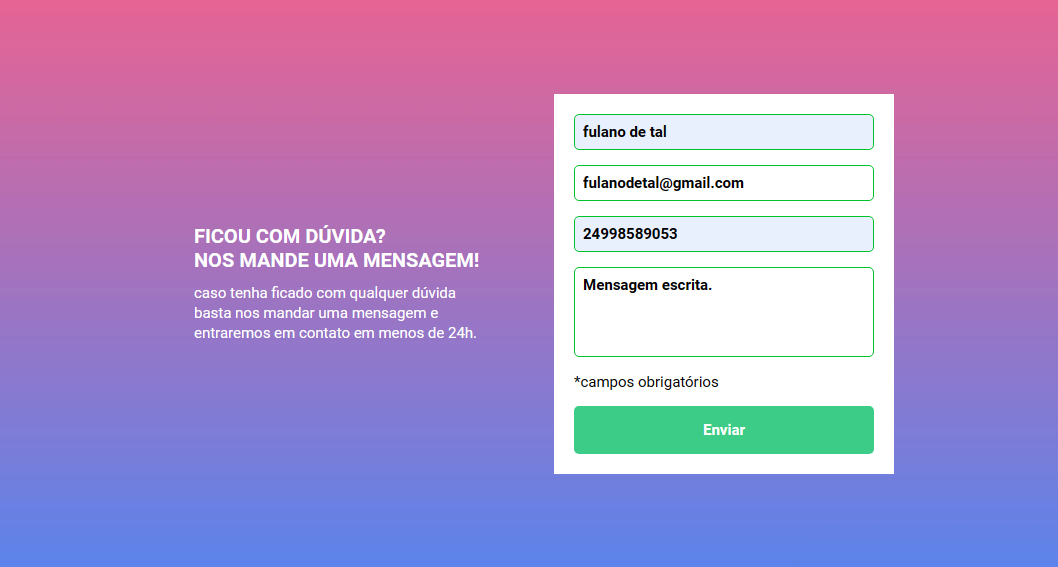 FICOU COM DÚVIDA?
NOS MANDE UMA MENSAGEM!
caso tenha ficado com qualquer dúvida
basta nos mandar uma mensagem e
entraremos em contato em menos de 24h.
fulano de tal
fulanodetal@gmail.com
24998589053
Mensagem escrita.
*campos obrigatórios
Enviar